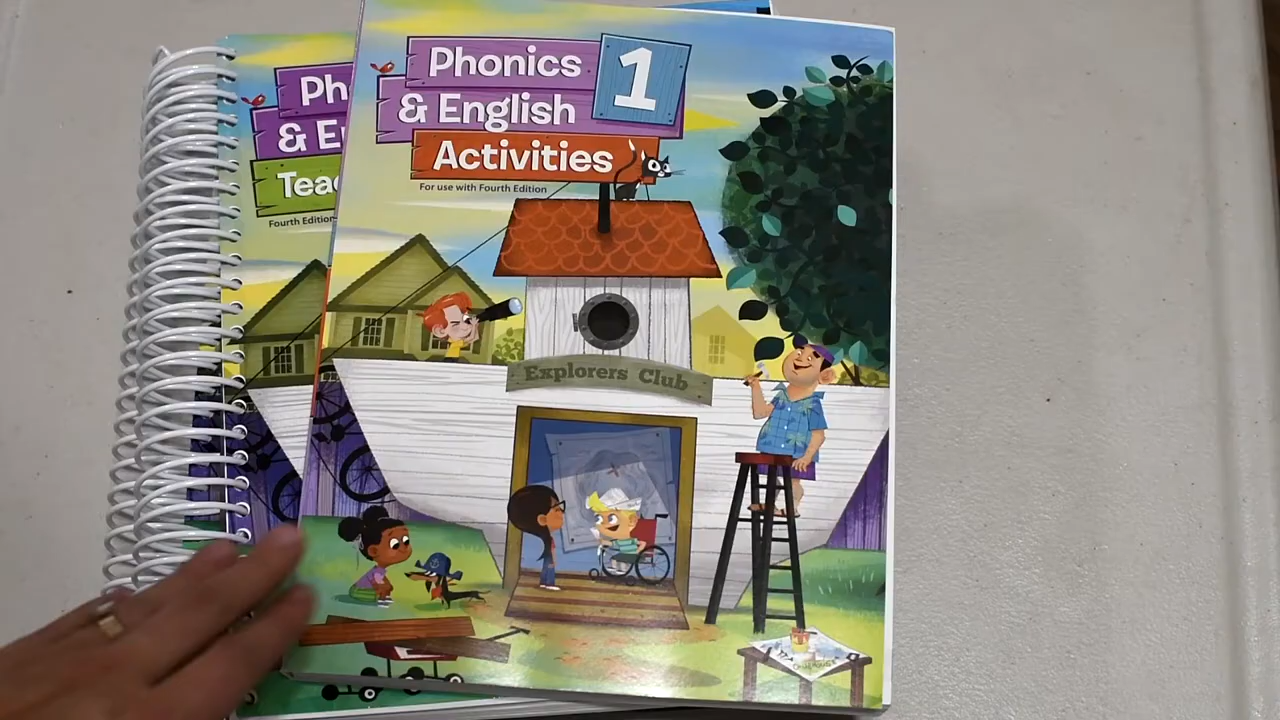 Phonics 1
& English
Activities
For use with Fourth Edition
Explorers Club
Ph
& E
Tea
Fourth Edition